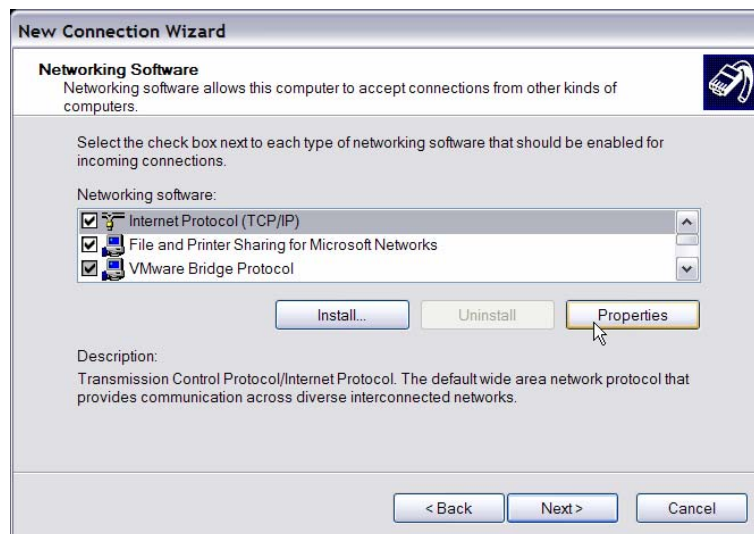 New Connection Wizard
Networking Software
Networking software allows this computer to accept connections from other kinds of
computers.
Select the check box next to each type of networking software that should be enabled for
incoming connections.
Networking software:
Internet Protocol (TCP/IP)
File and Printer Sharing for Microsoft Networks
VMware Bridge Protocol
Install... Uninstall Properties
Description:
Transmission Control Protocol/Internet Protocol. The default wide area network protocol that
provides communication across diverse interconnected networks.
< Back Next > Cancel